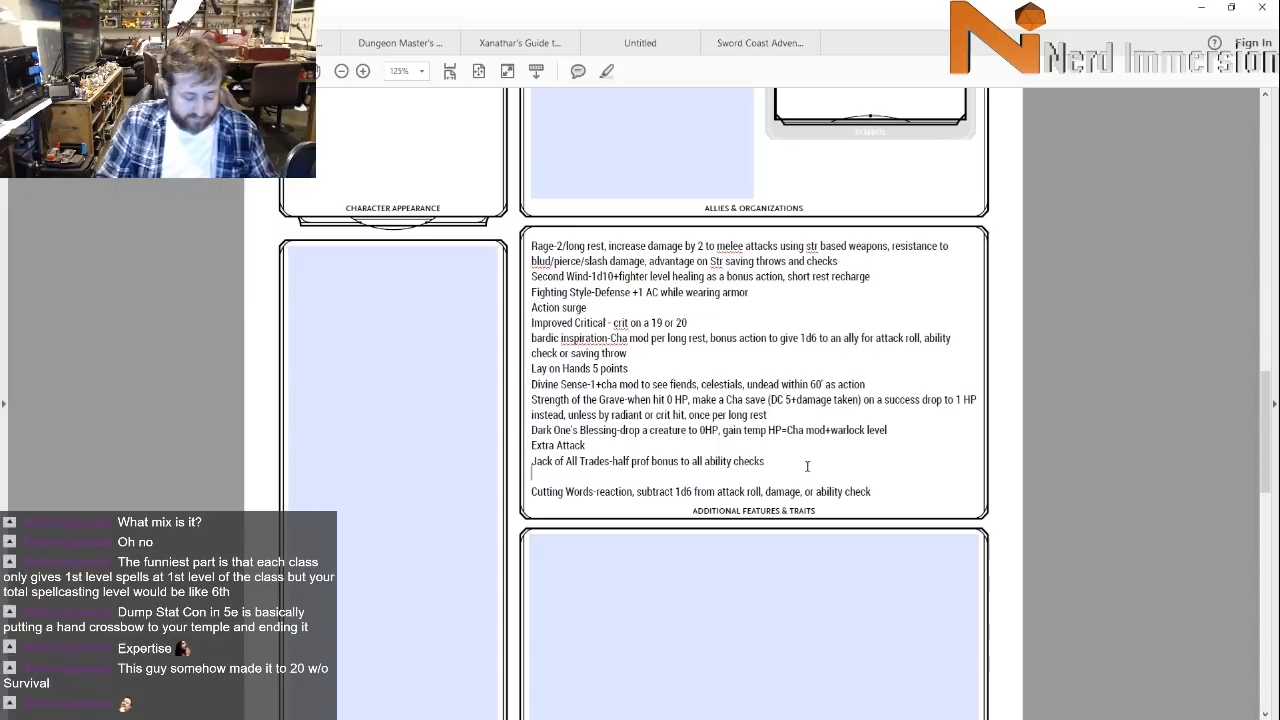 Dungeon Master's ...
Xanathar's Guide t...
Untitled
Sword Coast Adven...
Sign In
Nerd Immersion
125%
SYMBOL
CHARACTER APPEARANCE
ALLIES & ORGANIZATIONS
Rage-2/long rest, increase damage by 2 to melee attacks using str based weapons, resistance to
blud/pierce/slash damage, advantage on Str saving throws and checks
Second Wind-1d10+fighter level healing as a bonus action, short rest recharge
Fighting Style-Defense +1 AC while wearing armor
Action surge
Improved Critical - crit on a 19 or 20
bardic inspiration-Cha mod per long rest, bonus action to give 1d6 to an ally for attack roll, ability
check or saving throw
Lay on Hands 5 points
Divine Sense-1+cha mod to see fiends, celestials, undead within 60' as action
Strength of the Grave-when hit 0 HP, make a Cha save (DC 5+damage taken) on a success drop to 1 HP
instead, unless by radiant or crit hit, once per long rest
Dark One's Blessing-drop a creature to 0HP, gain temp HP=Cha mod+warlock level
Extra Attack
Jack of All Trades-half prof bonus to all ability checks
Cutting Words-reaction, subtract 1d6 from attack roll, damage, or ability check
ADDITIONAL FEATURES & TRAITS
What mix is it?
Oh no
The funniest part is that each class
only gives 1st level spells at 1st level of the class but your
total spellcasting level would be like 6th
Dump Stat Con in 5e is basically
putting a hand crossbow to your temple and ending it
Expertise
This guy somehow made it to 20 w/o
Survival